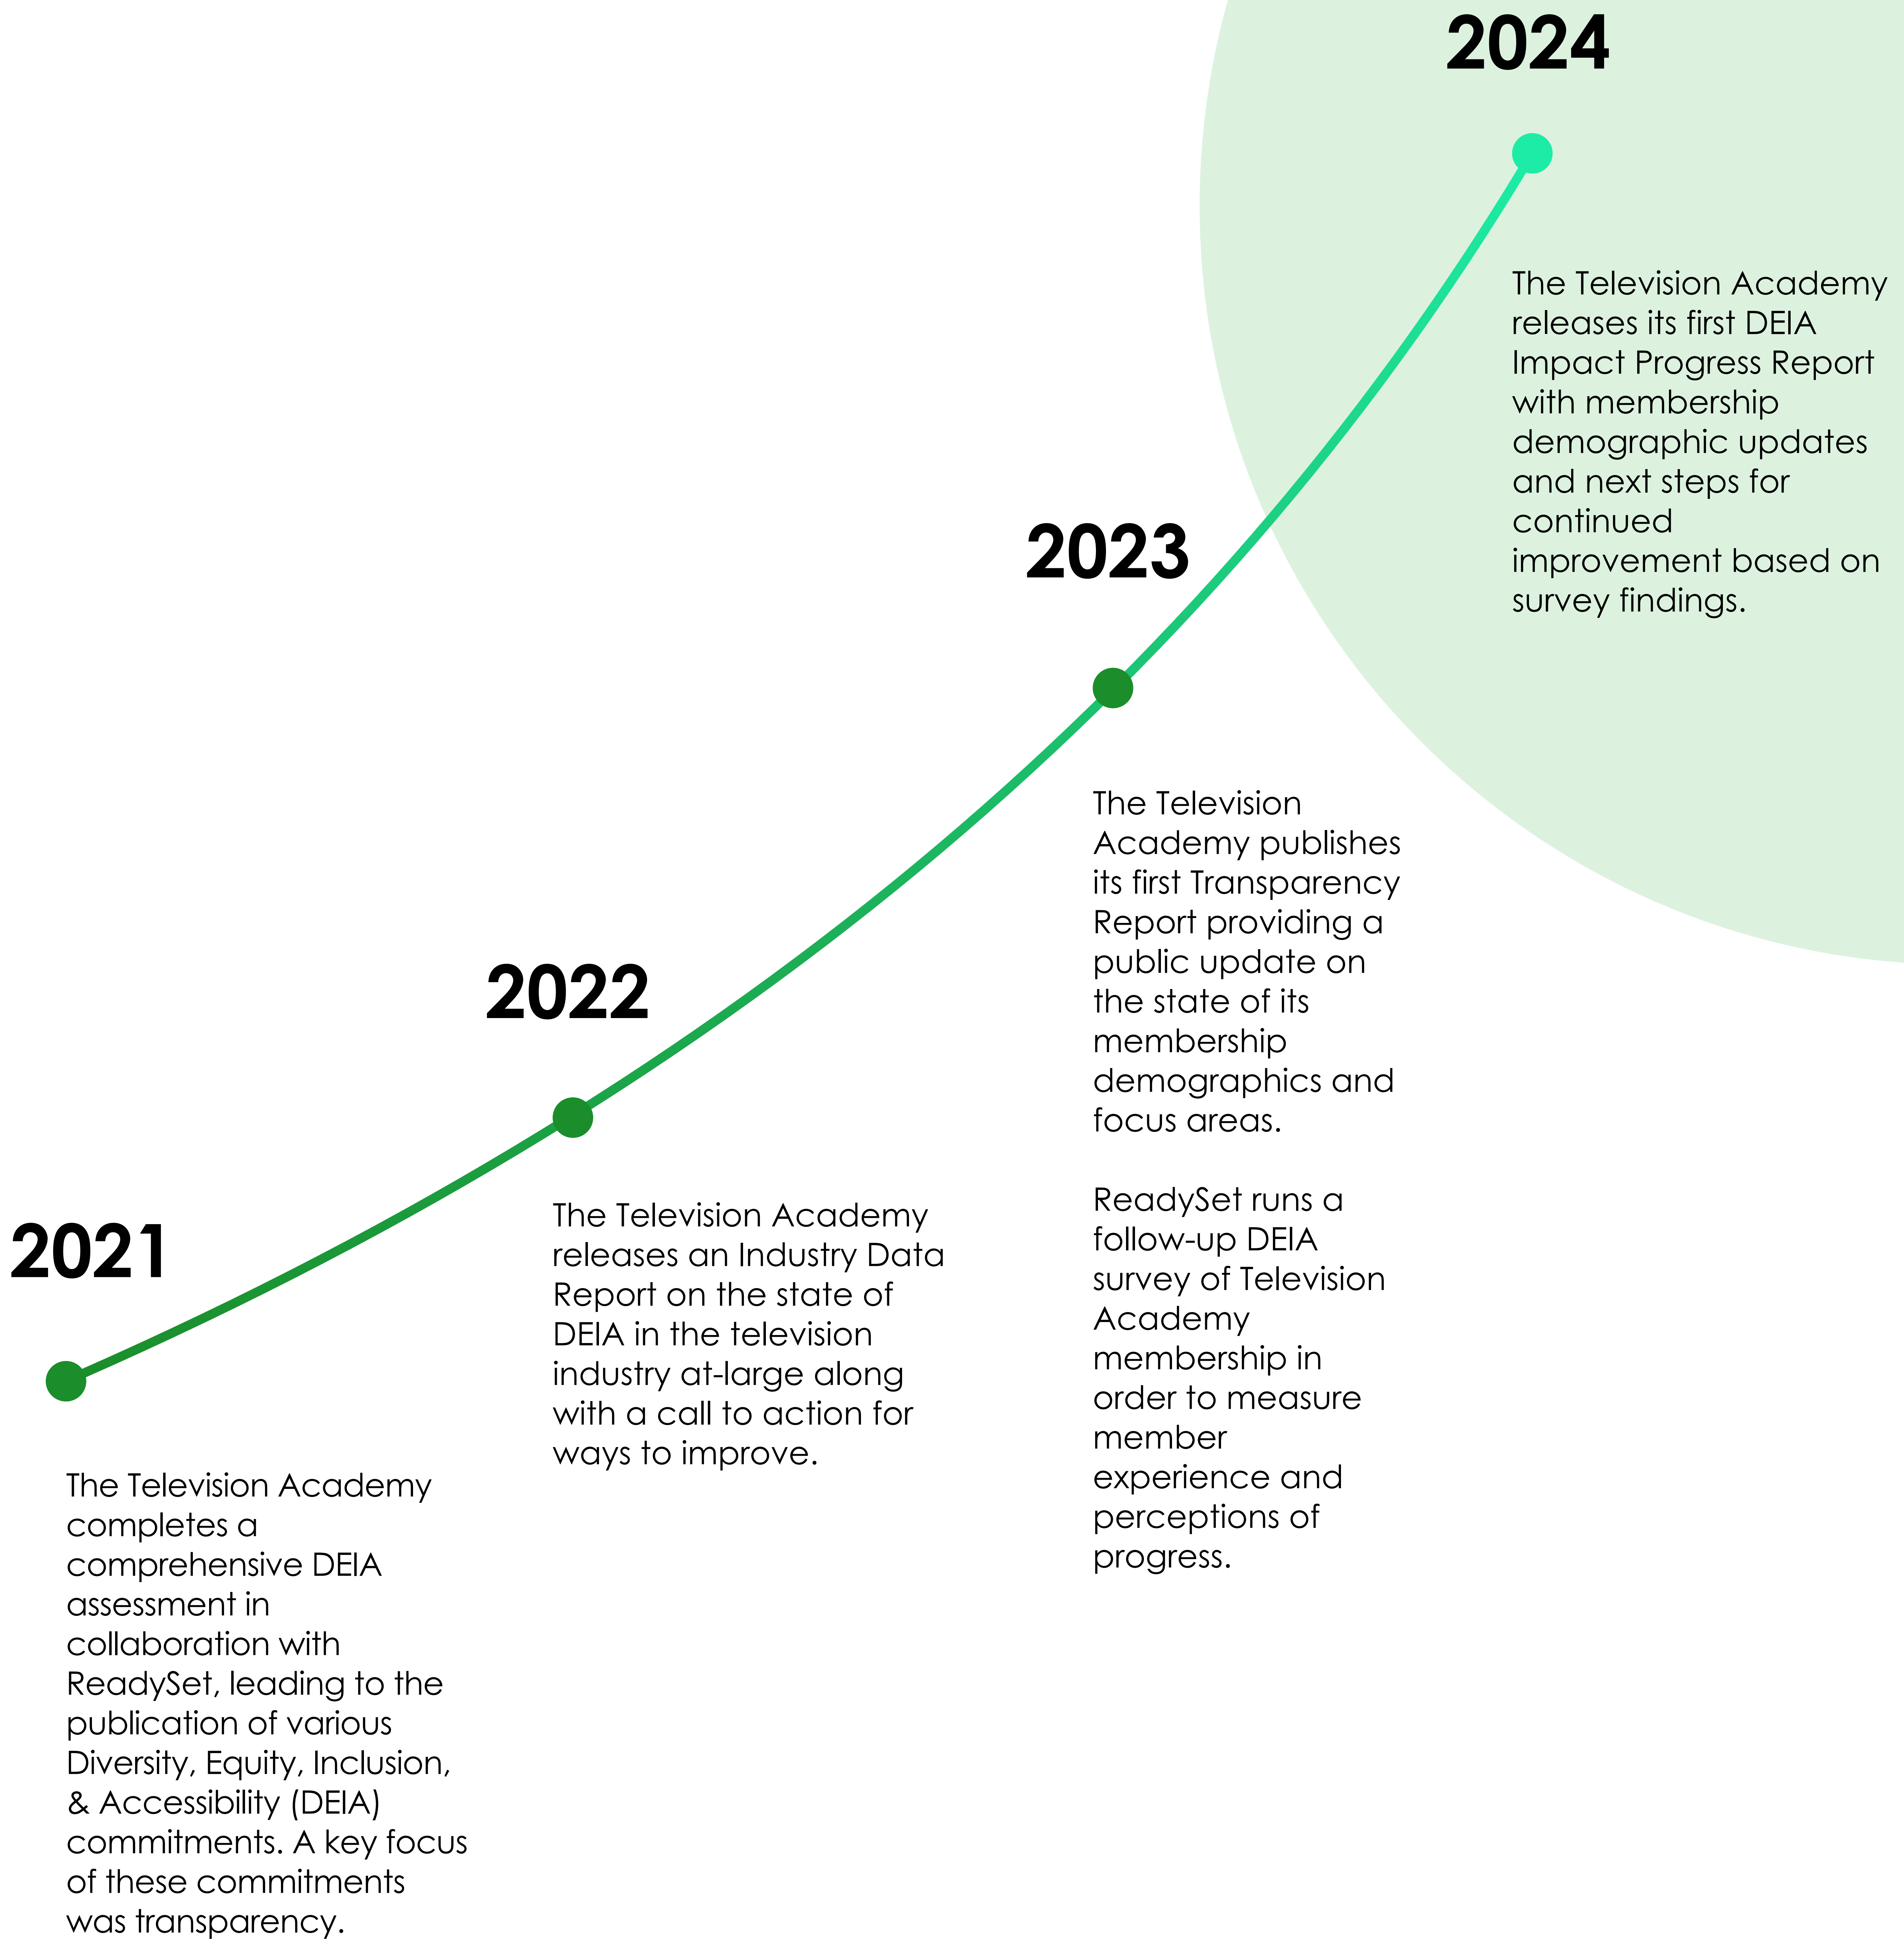 2021
The Television Academy
completes a
comprehensive DEIA
assessment in
collaboration with
ReadySet, leading to the
publication of various
Diversity, Equity, Inclusion,
& Accessibility (DEIA)
commitments. A key focus
of these commitments
was transparency.
2022
The Television Academy
releases an Industry Data
Report on the state of
DEIA in the television
industry at-large along
with a call to action for
ways to improve.
2023
The Television
Academy publishes
its first Transparency
Report providing a
public update on
the state of its
membership
demographics and
focus areas.
ReadySet runs a
follow-up DEIA
survey of Television
Academy
membership in
order to measure
member
experience and
perceptions of
progress.
2024
The Television Academy
releases its first DEIA
Impact Progress Report
with membership
demographic updates
and next steps for
continued
improvement based on
survey findings.